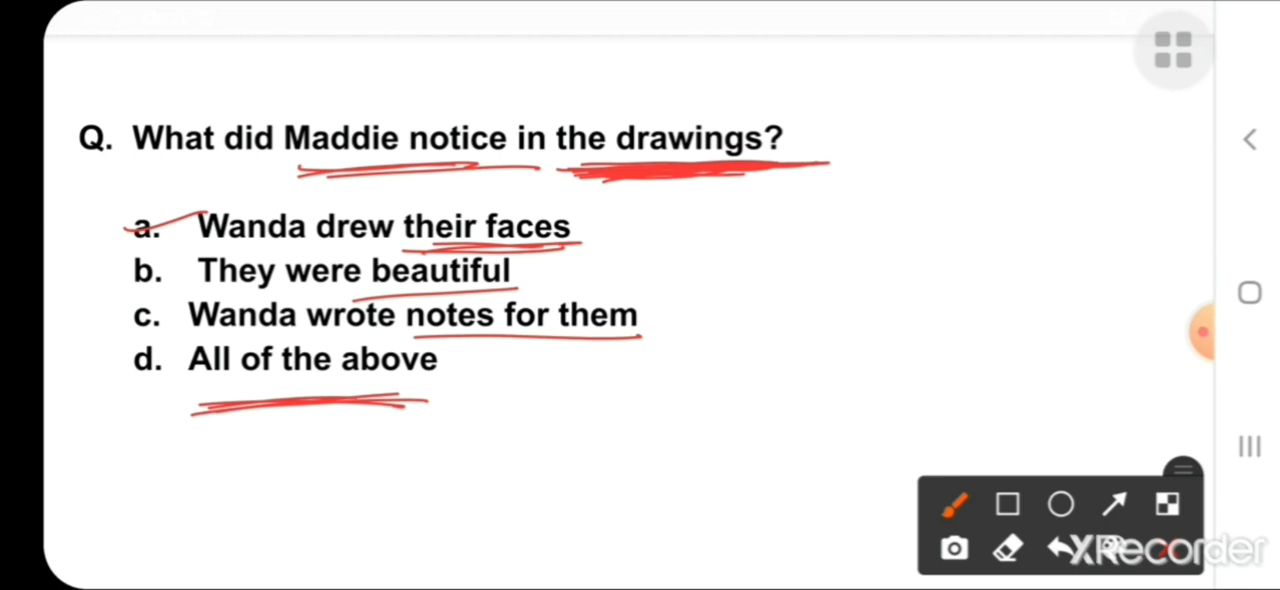 Q. What did Maddie notice in the drawings?
a. Wanda drew their faces
b. They were beautiful
c. Wanda wrote notes for them
d. All of the above
XRecorder